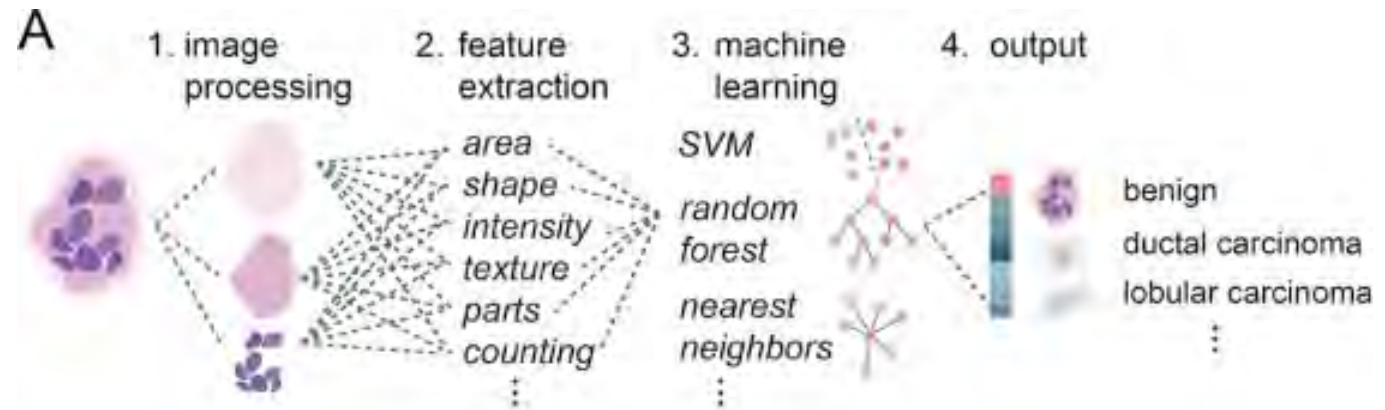 A
1. image
processing
2. feature
extraction
3. machine
learning
4. output
area
shape
intensity
texture
parts
counting
SVM
random
forest
nearest
neighbors
benign
ductal carcinoma
lobular carcinoma